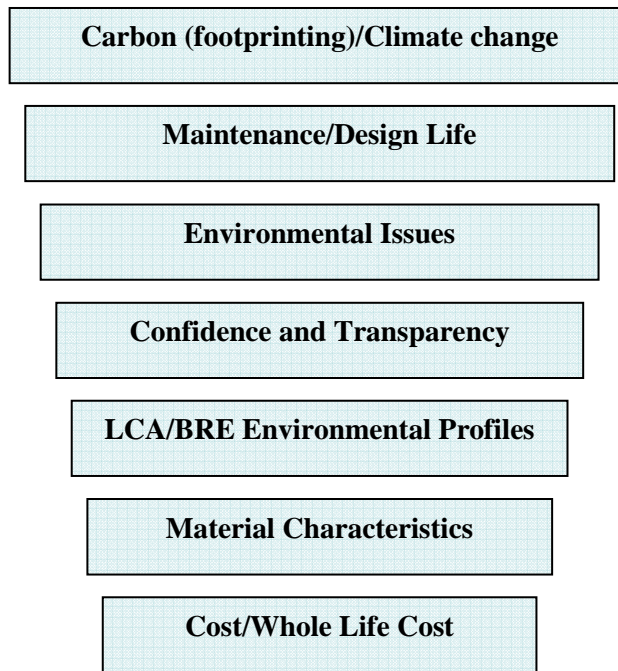 Carbon (footprinting)/Climate change
Maintenance/Design Life
Environmental Issues
Confidence and Transparency
LCA/BRE Environmental Profiles
Material Characteristics
Cost/Whole Life Cost